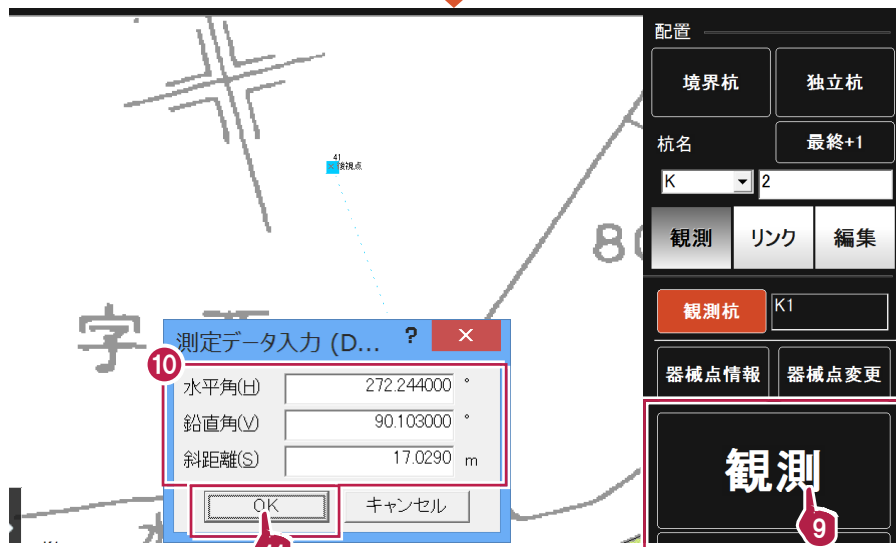 配置
境界杭
独立杭
杭名
最終+1
K
2
観測
リンク
編集
観測杭
K1
器械点情報
器械点変更
観測
9
41
後視点
字
測定データ入力 (D... ? ×
10
水平角(H) 272.244000 °
鉛直角(V) 90.103000 °
斜距離(S) 17.0290 m
OK
キャンセル